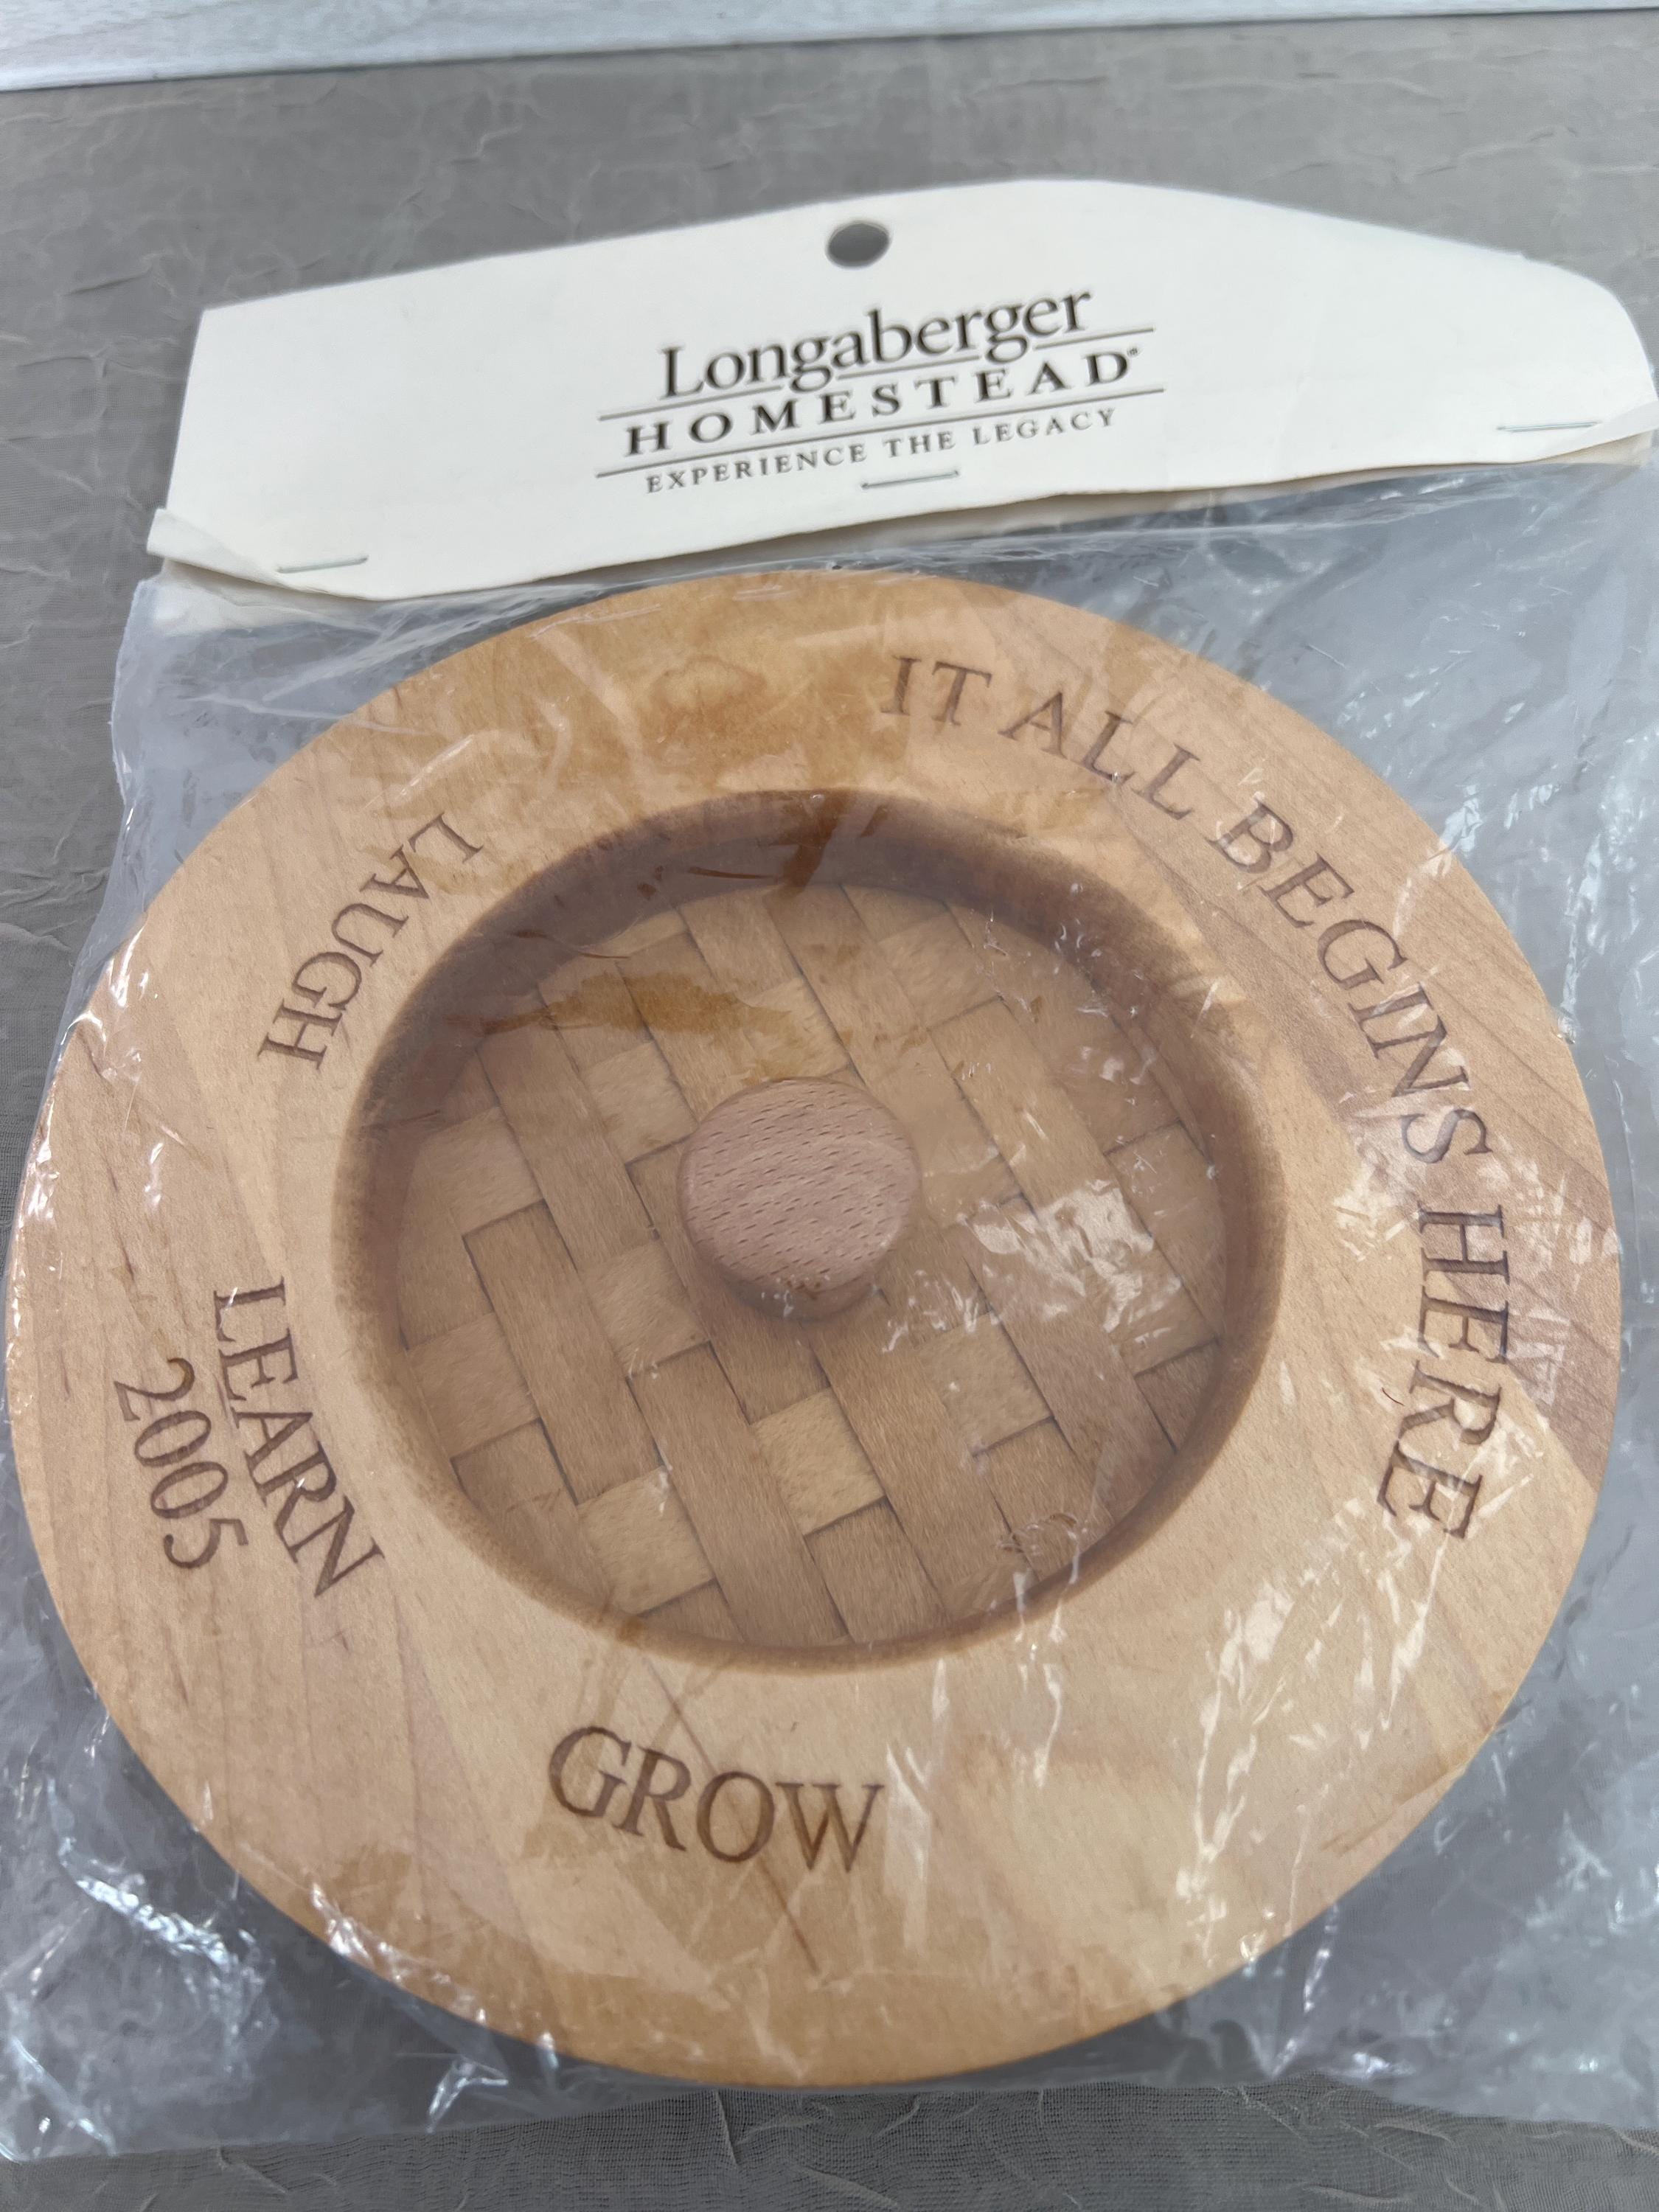 Longaberger
HOMESTEAD®
EXPERIENCE THE LEGACY
IT ALL BEGINS HERE
LAUGH
LEARN
2005
GROW